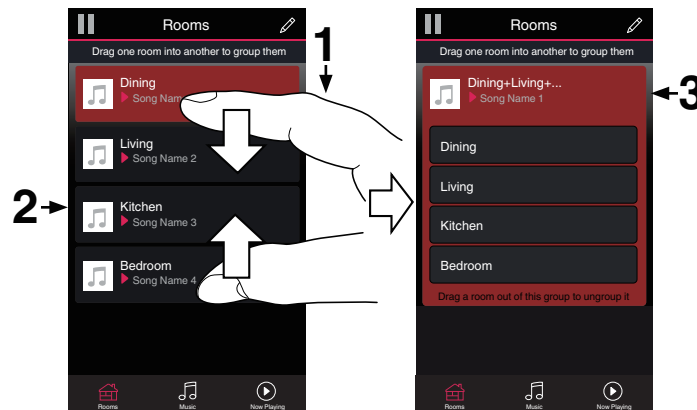 Rooms
Drag one room into another to group them
Dining
Song Nam
Living
Song Name 2
Kitchen
Song Name 3
Bedroom
Song Name 4
Rooms
Music
Now Playing
1
2
Rooms
Drag one room into another to group them
Dining+Living+...
Song Name 1
Dining
Living
Kitchen
Bedroom
Drag a room out of this group to ungroup it
Rooms
Music
Now Playing
3